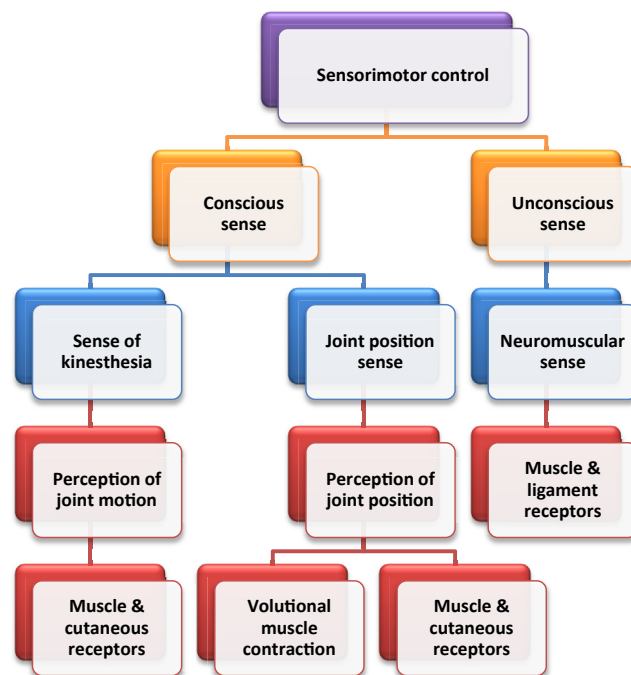 Sensorimotor control
Conscious
sense
Unconscious
sense
Sense of
kinesthesia
Joint position
sense
Neuromuscular
sense
Perception of
joint motion
Perception of
joint position
Muscle &
ligament
receptors
Muscle &
cutaneous
receptors
Volutional
muscle
contraction
Muscle &
cutaneous
receptors